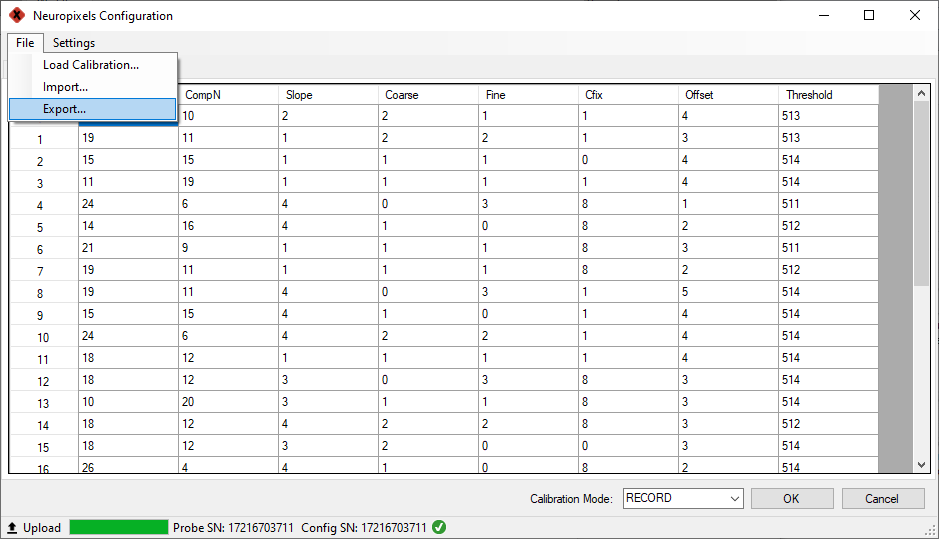 Neuropixels Configuration
File Settings
Load Calibration...
Import...
Export...
CompN Slope Coarse Fine Cfix Offset Threshold
10 2 2 1 1 4 513
1 19 11 1 2 2 1 3 513
2 15 15 1 1 1 0 4 514
3 11 19 1 1 1 1 4 514
4 24 6 4 0 3 8 1 511
5 14 16 4 1 0 8 2 512
6 21 9 1 1 1 8 3 511
7 19 11 1 1 1 8 2 512
8 19 11 4 0 3 1 5 514
9 15 15 4 1 0 1 4 514
10 24 6 4 2 2 1 4 514
11 18 12 1 1 1 1 4 514
12 18 12 3 0 3 8 3 514
13 10 20 3 1 1 8 3 514
14 18 12 4 2 2 8 3 512
15 18 12 3 2 0 0 3 514
16 26 4 4 1 0 8 2 514
Calibration Mode: RECORD OK Cancel
Upload Probe SN: 17216703711 Config SN: 17216703711